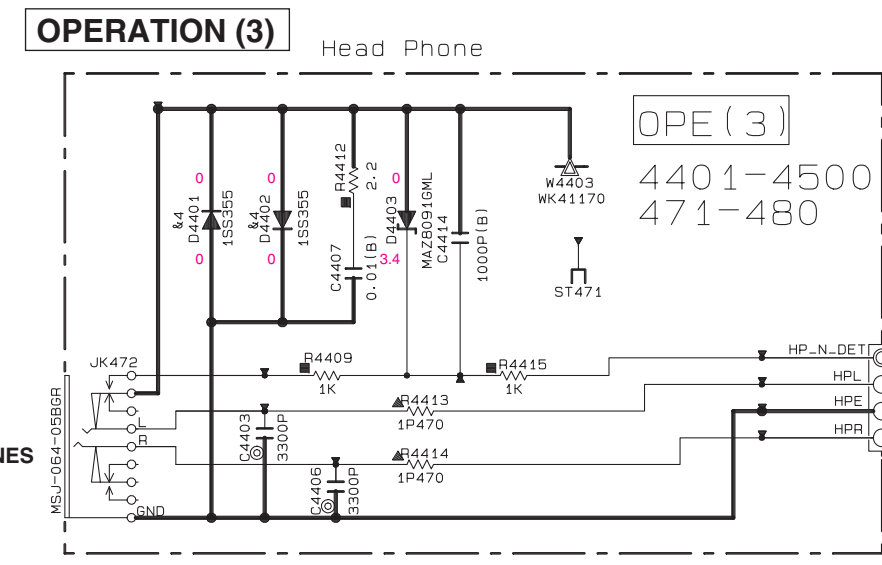 OPERATION (3)
Head Phone
OPE(3)
4401-4500
471-480
0
0
0
&4
D4401
1SS355
&4
D4402
1SS355
R4412
2.2
D4403
MAZ8091GML
C4414
1000P(B)
W4403
WK41170
0
0
C4407
0.01(B)
3.4
ST471
JK472
R4409
1K
R4415
1K
HP_N_DET
HPL
HPE
HPR
R4413
1P470
R4414
1P470
L
R
C4403
3300P
C4406
3300P
GND
MSJ-064-05BGR
NES